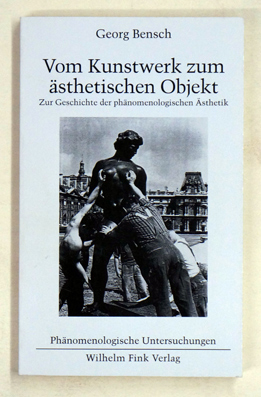 Georg Bensch
Vom Kunstwerk zum
ästhetischen Objekt
Zur Geschichte der phänomenologischen Ästhetik
Phänomenologische Untersuchungen
Wilhelm Fink Verlag